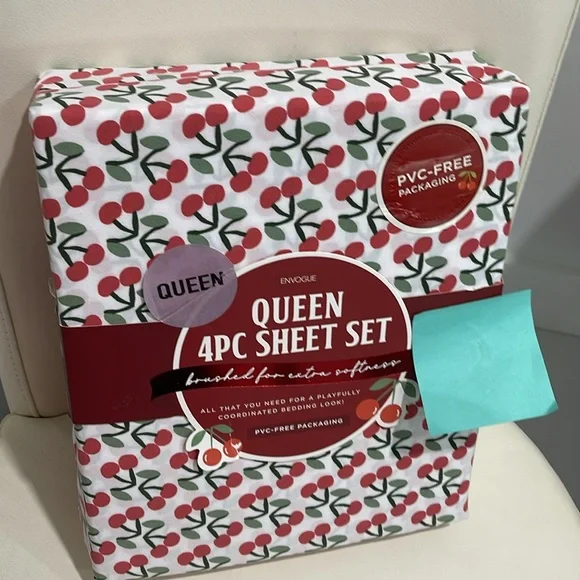 PVC-FREE
PACKAGING
QUEEN
ENVOGUE
QUEEN
4PC SHEET SET
brushed for extra softness
ALL THAT YOU NEED FOR A PLAYFULLY
COORDINATED BEDDING LOOK!
PVC-FREE PACKAGING